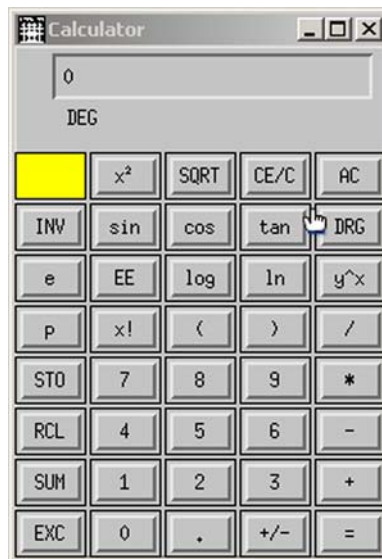 Calculator
0
DEG
x² SQRT CE/C AC
INV sin cos tan DRG
e EE log ln y^x
p x! ( ) /
STO 7 8 9 *
RCL 4 5 6 -
SUM 1 2 3 +
EXC 0 . +/- =